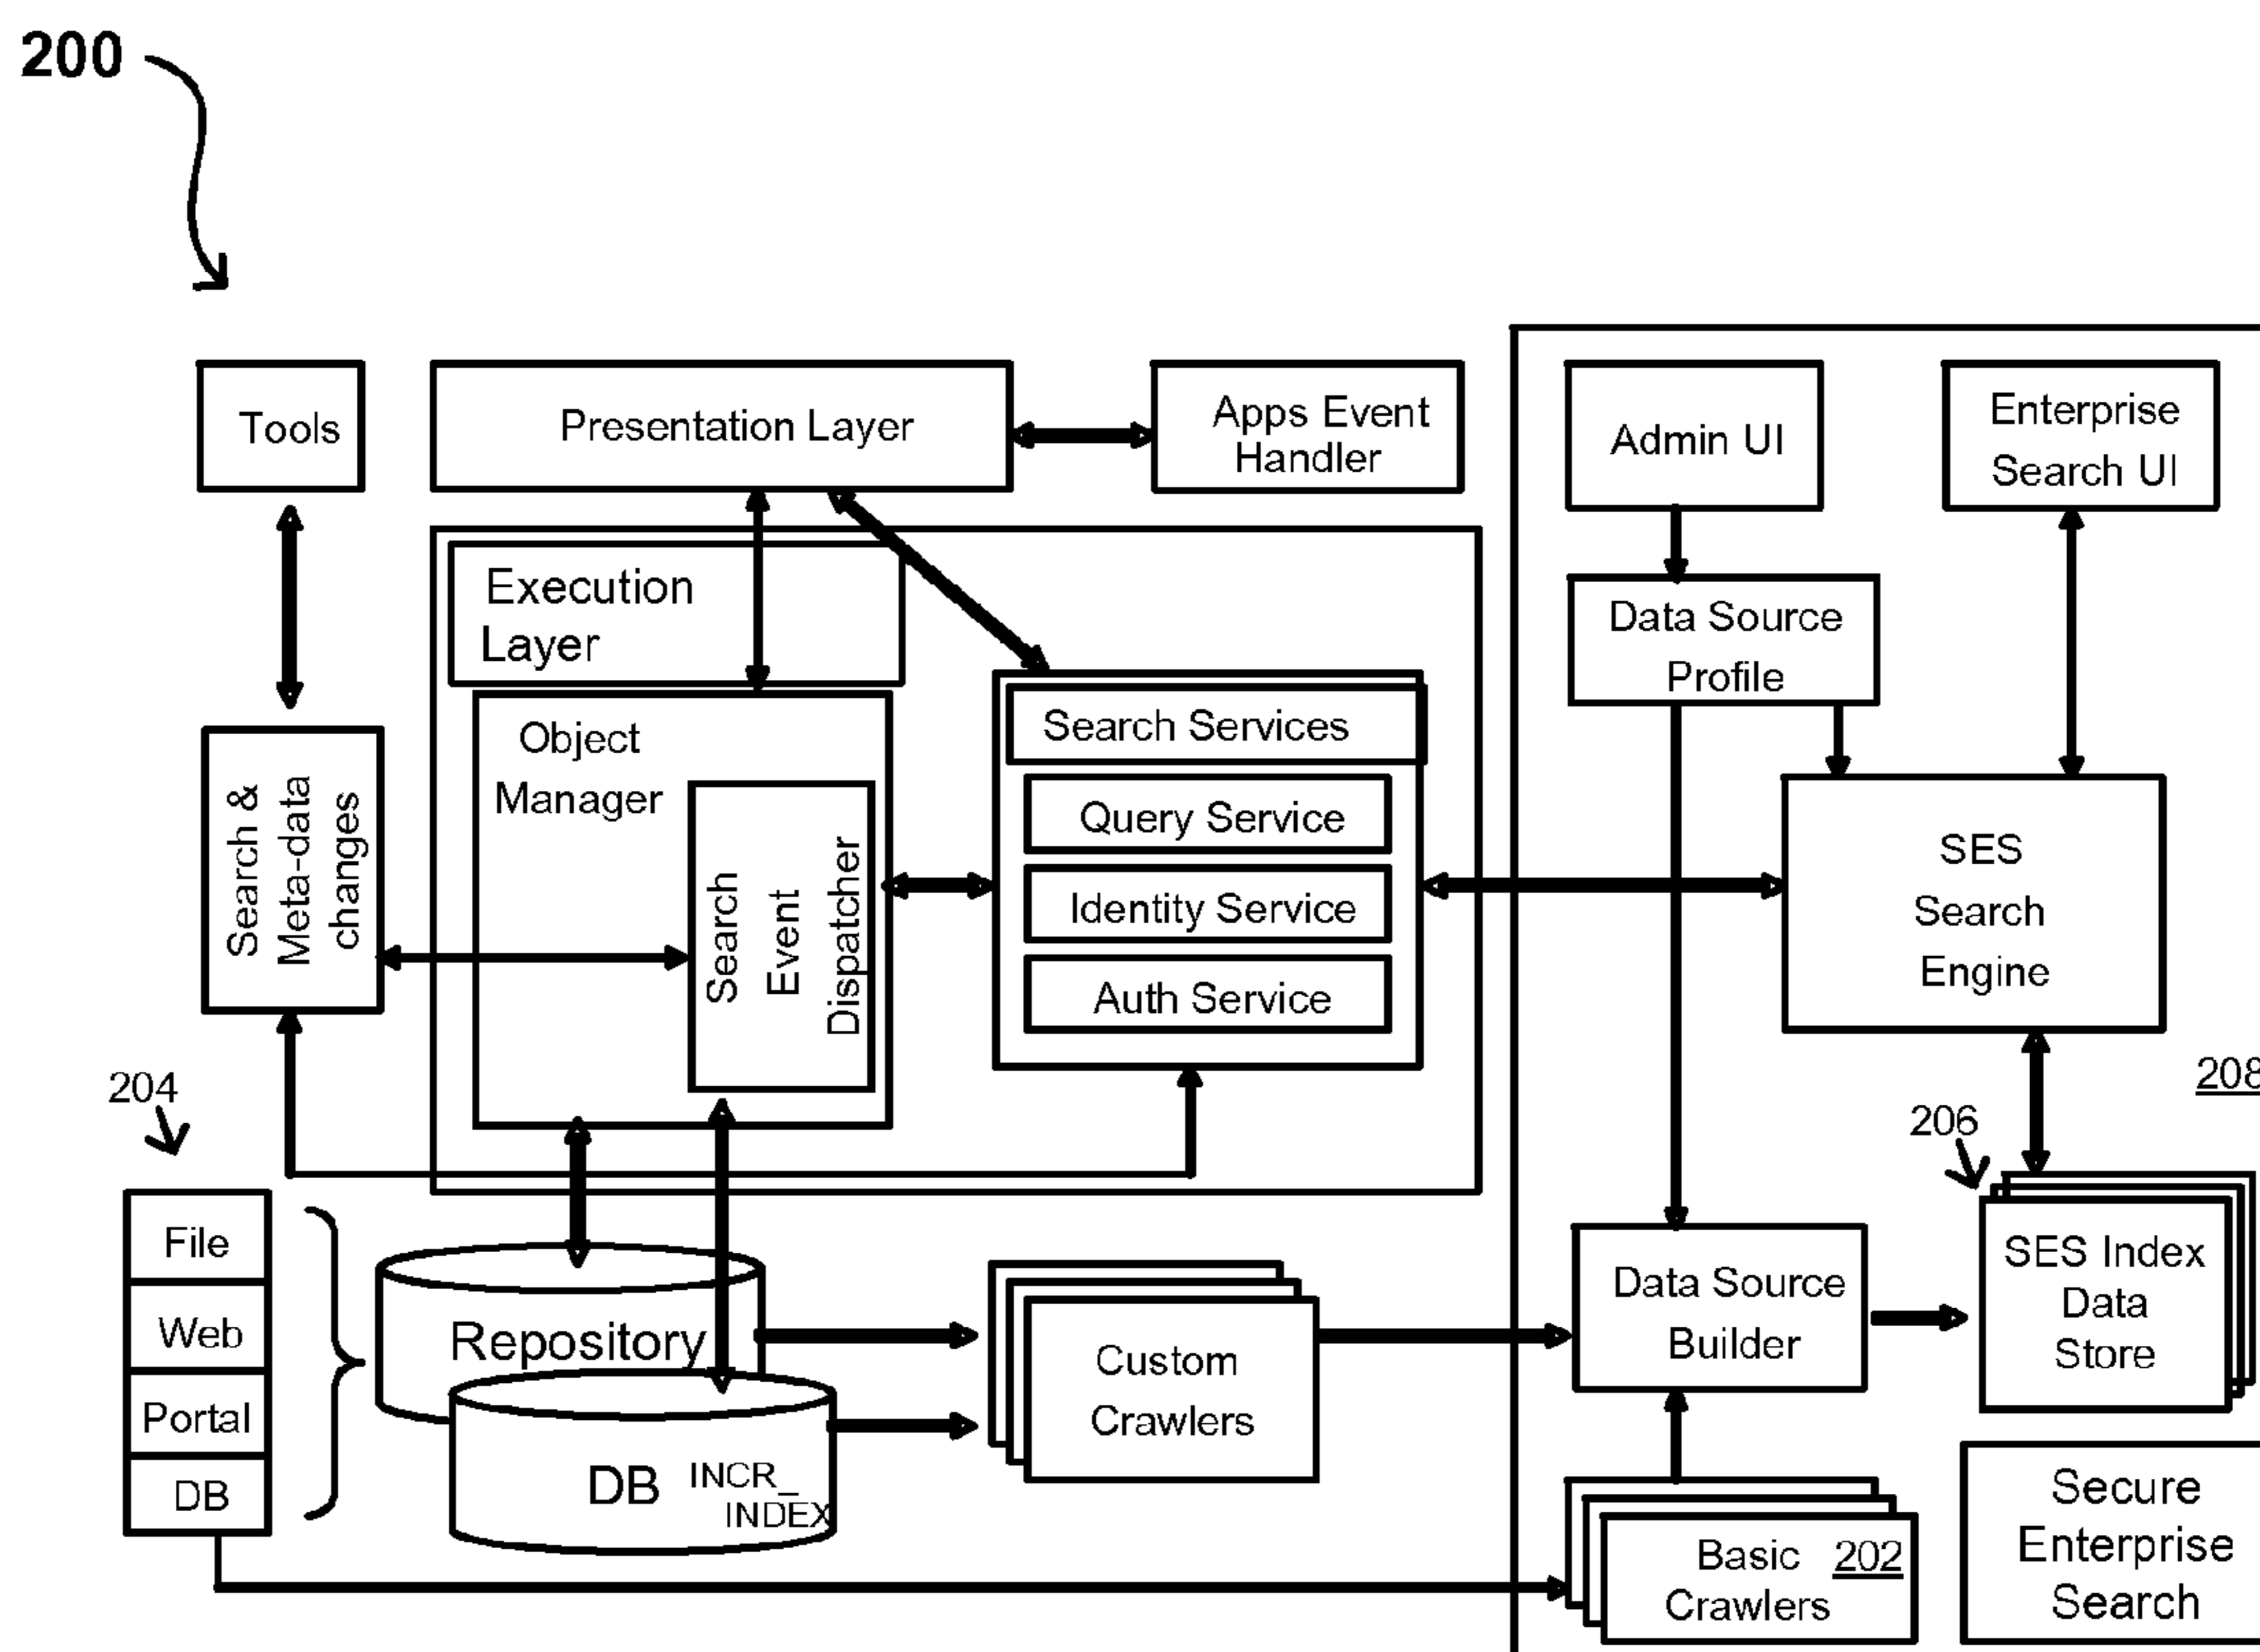 200
Tools
Presentation Layer
Apps Event
Handler
Admin UI
Enterprise
Search UI
Execution
Layer
Data Source
Profile
Object
Manager
Search Services
Query Service
Identity Service
Auth Service
Search &
Meta-data
changes
Search
Event
Dispatcher
SES
Search
Engine
204
208
206
File
Web
Portal
DB
Repository
DB
INCR_
INDEX
Custom
Crawlers
Data Source
Builder
SES Index
Data
Store
Basic 202
Crawlers
Secure
Enterprise
Search